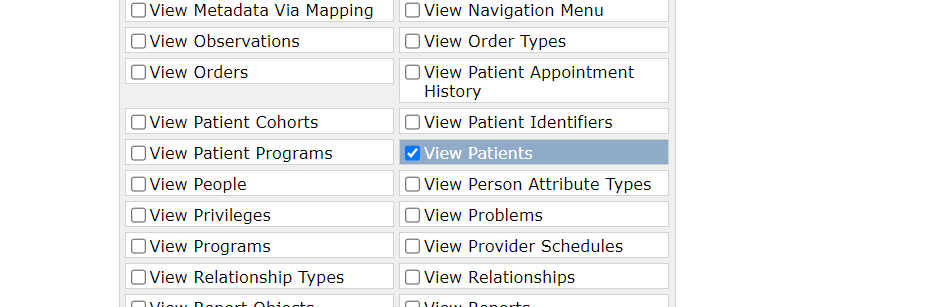 View Metadata Via Mapping
View Navigation Menu
View Observations
View Order Types
View Orders
View Patient Appointment
History
View Patient Cohorts
View Patient Identifiers
View Patient Programs
View Patients
View People
View Person Attribute Types
View Privileges
View Problems
View Programs
View Provider Schedules
View Relationship Types
View Relationships
View Report Objects
View Reports